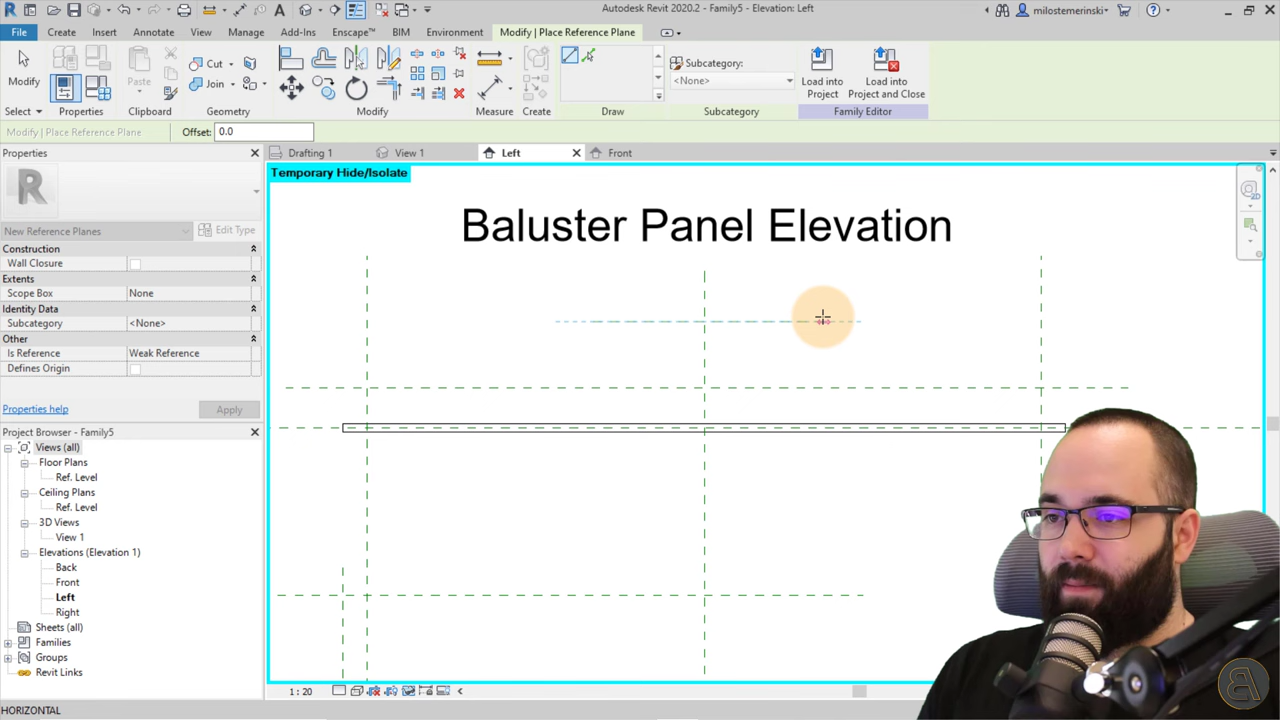 Autodesk Revit 2020.2 - Family5 - Elevation: Left
milostemerinski
File
Create
Insert
Annotate
View
Manage
Add-Ins
Enscape™
BIM
Environment
Modify | Place Reference Plane
Modify
Paste
Cut
Join
Subcategory:
<None>
Load into
Project
Load into
Project and Close
Select
Properties
Clipboard
Geometry
Modify
Measure
Create
Draw
Subcategory
Family Editor
Modify | Place Reference Plane
Offset:
0.0
Properties
Drafting 1
View 1
Left
Front
Temporary Hide/Isolate
Baluster Panel Elevation
New Reference Planes
Edit Type
Construction
Wall Closure
Extents
Scope Box
None
Identity Data
Subcategory
<None>
Other
Is Reference
Weak Reference
Defines Origin
Properties help
Apply
Project Browser - Family5
Views (all)
Floor Plans
Ref. Level
Ceiling Plans
Ref. Level
3D Views
View 1
Elevations (Elevation 1)
Back
Front
Left
Right
Sheets (all)
Families
Groups
Revit Links
1 : 20
HORIZONTAL